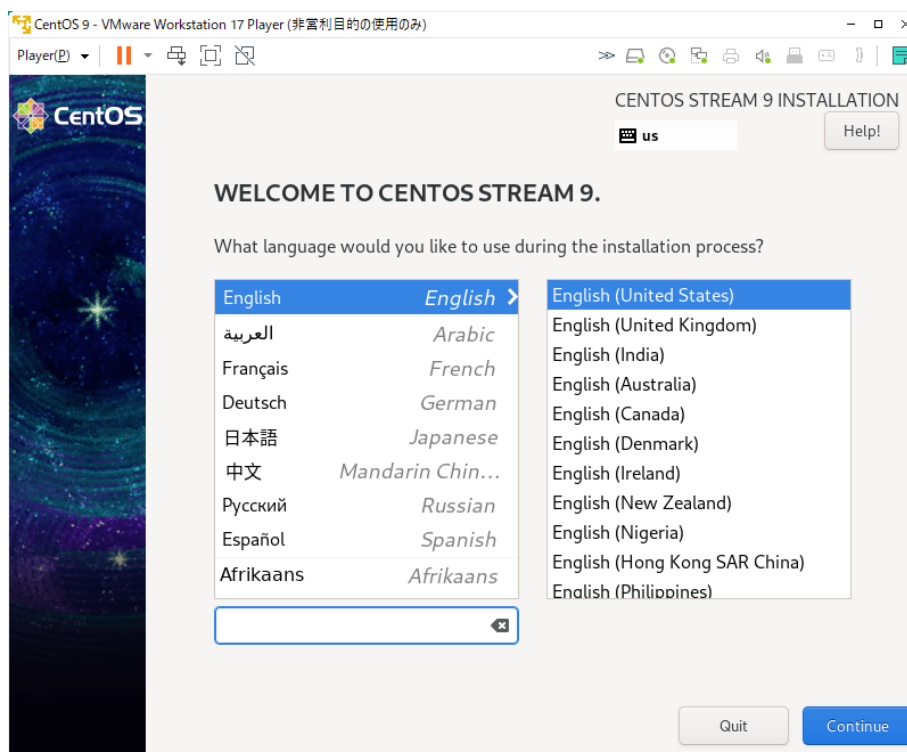 CentOS 9 - VMware Workstation 17 Player (非営利目的の使用のみ)
Player(P)
CentOS
CENTOS STREAM 9 INSTALLATION
us
Help!
WELCOME TO CENTOS STREAM 9.
What language would you like to use during the installation process?
English English
العربية Arabic
Français French
Deutsch German
日本語 Japanese
中文 Mandarin Chin...
Русский Russian
Español Spanish
Afrikaans Afrikaans
English (United States)
English (United Kingdom)
English (India)
English (Australia)
English (Canada)
English (Denmark)
English (Ireland)
English (New Zealand)
English (Nigeria)
English (Hong Kong SAR China)
English (Philippines)
Quit
Continue